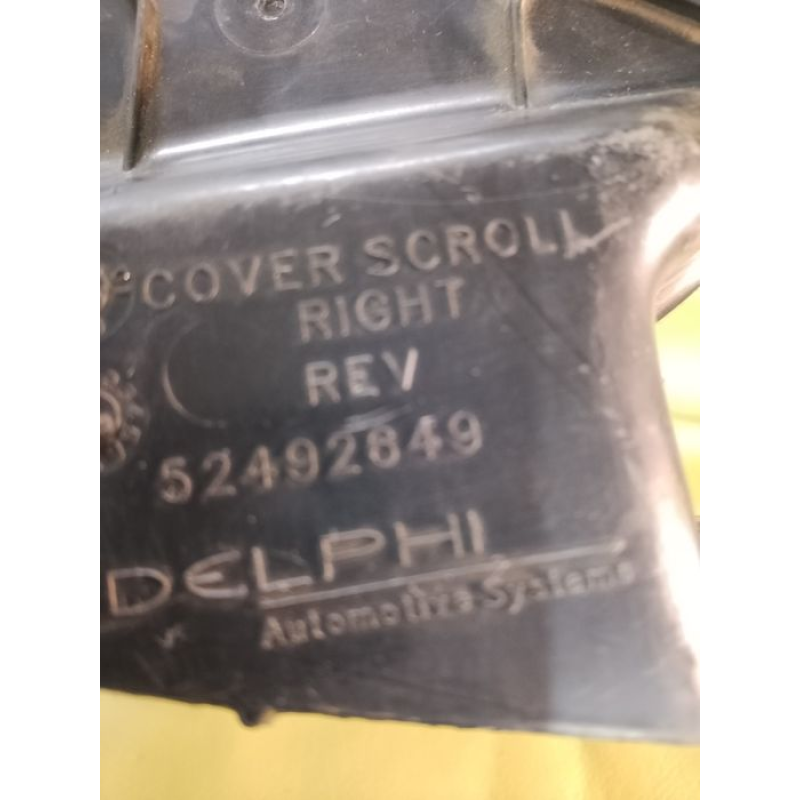 COVER SCROLL
RIGHT
REV
52492849
DELPHI
Automotive Systems